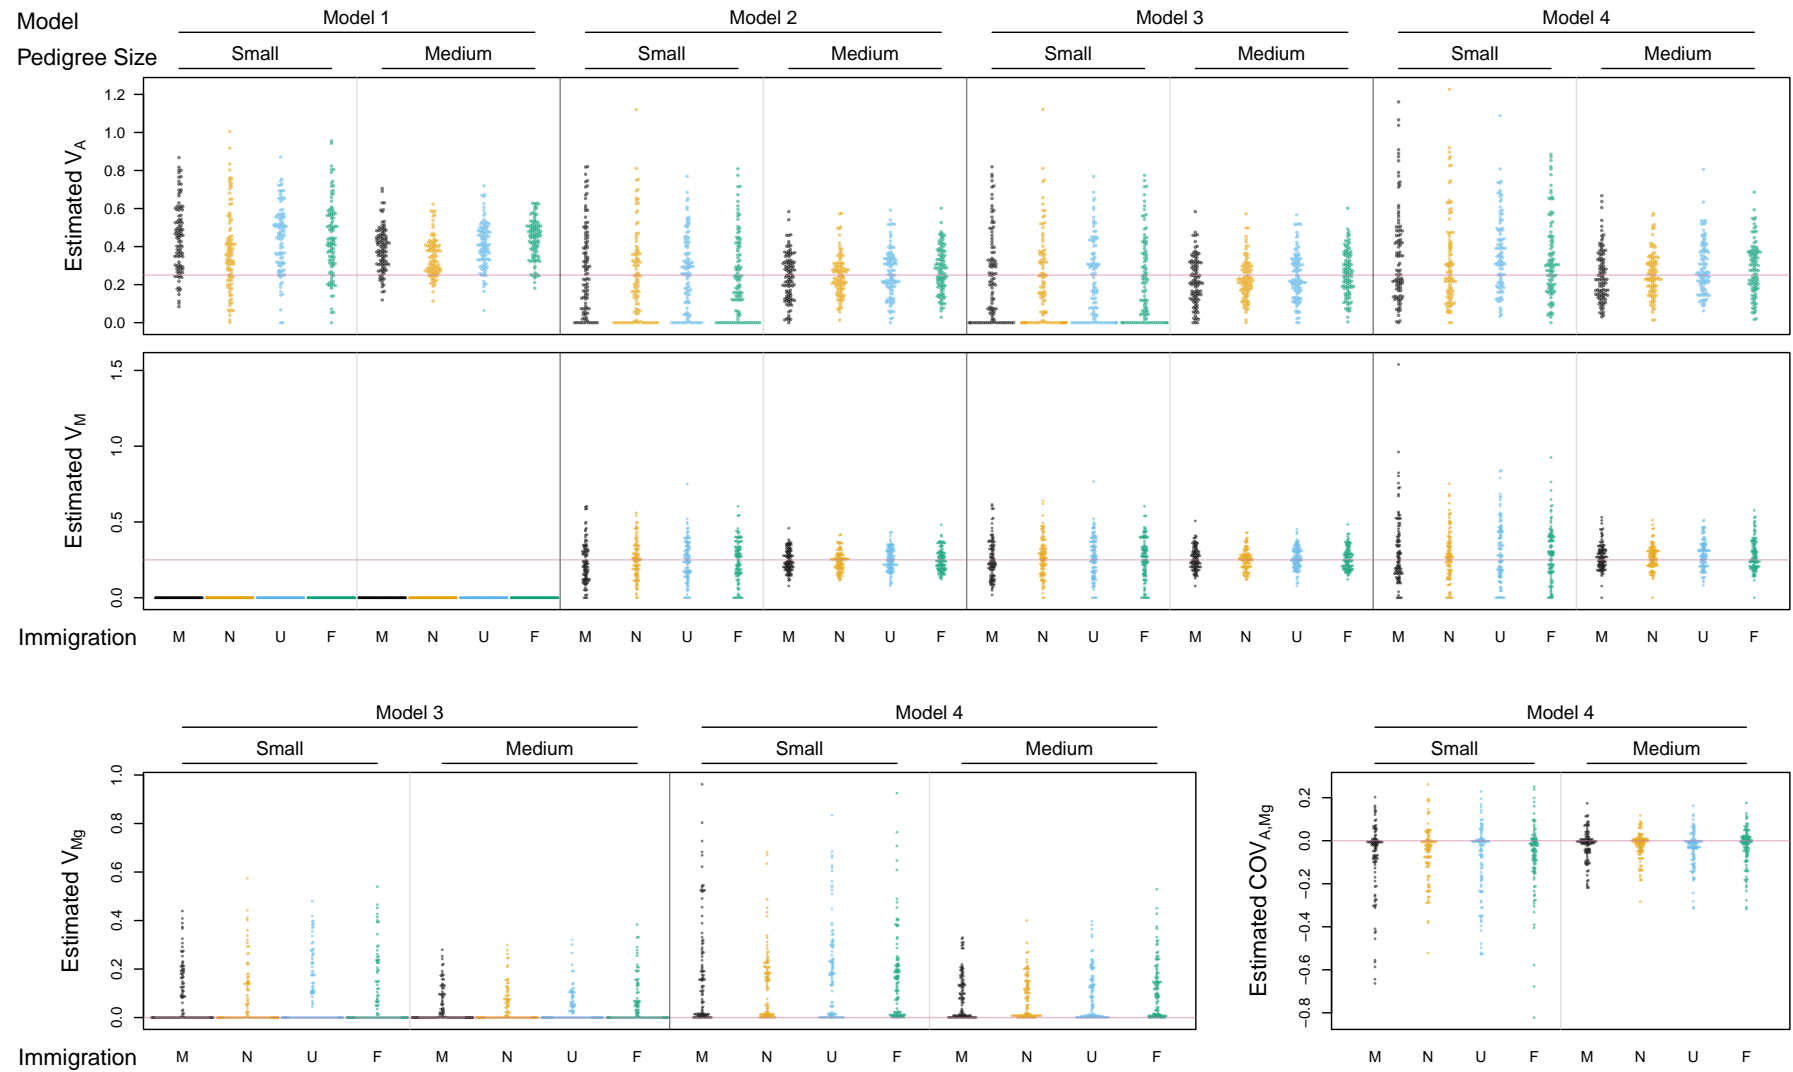 Model Model 1 Model 2 Model 3 Model 4
Pedigree Size Small Medium Small Medium Small Medium Small Medium
Estimated V_A
1.2
1.0
0.8
0.6
0.4
0.2
0.0
Estimated V_M
1.5
1.0
0.5
0.0
Immigration M N U F M N U F M N U F M N U F M N U F M N U F M N U F M N U F
Model 3 Model 4 Model 4
Small Medium Small Medium Small Medium
Estimated V_Mg
1.0
0.8
0.6
0.4
0.2
0.0
Estimated COV_A,Mg
0.2
0.0
−0.2
−0.4
−0.6
−0.8
Immigration M N U F M N U F M N U F M N U F M N U F M N U F